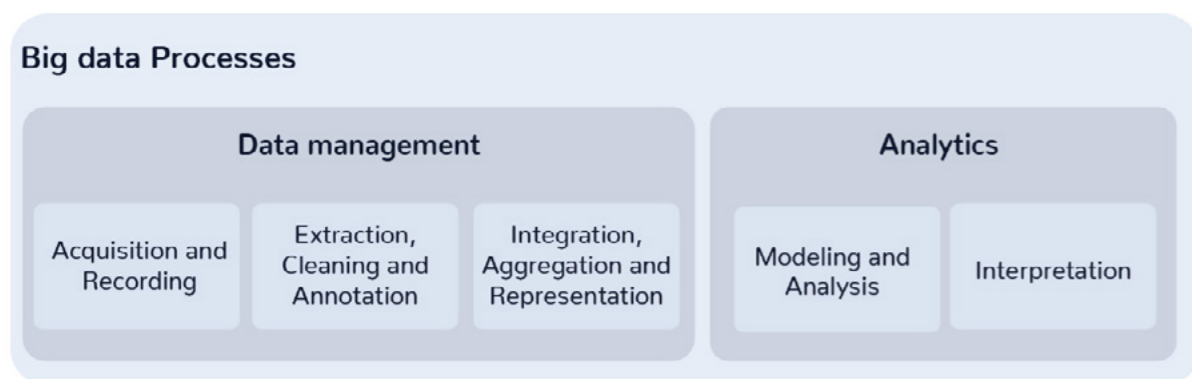 Big data Processes
Data management
Analytics
Acquisition and
Recording
Extraction,
Cleaning and
Annotation
Integration,
Aggregation and
Representation
Modeling and
Analysis
Interpretation